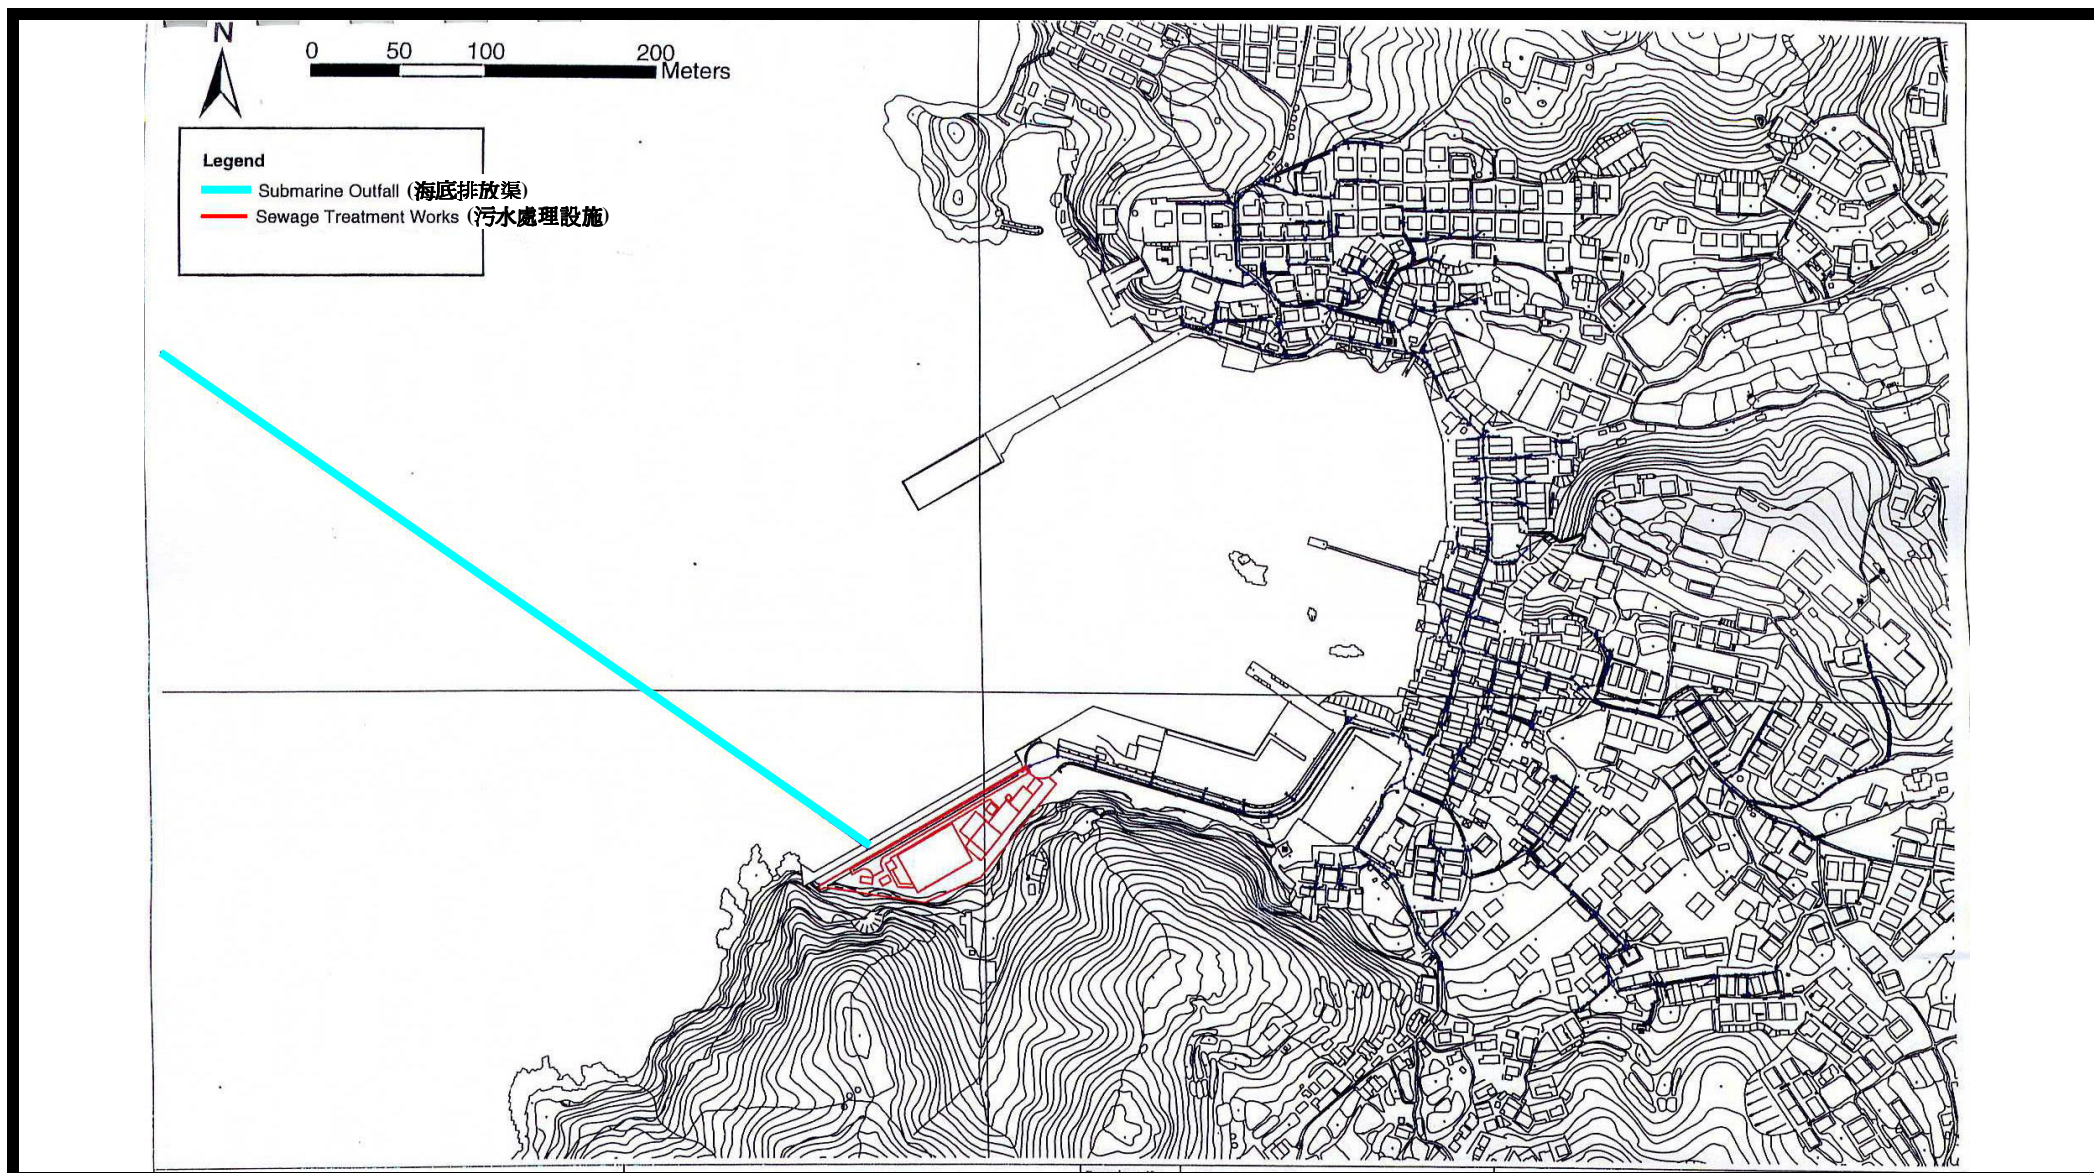 N
0 50 100 200
Meters
Legend
Submarine Outfall (海底排放渠)
Sewage Treatment Works (污水處理設施)